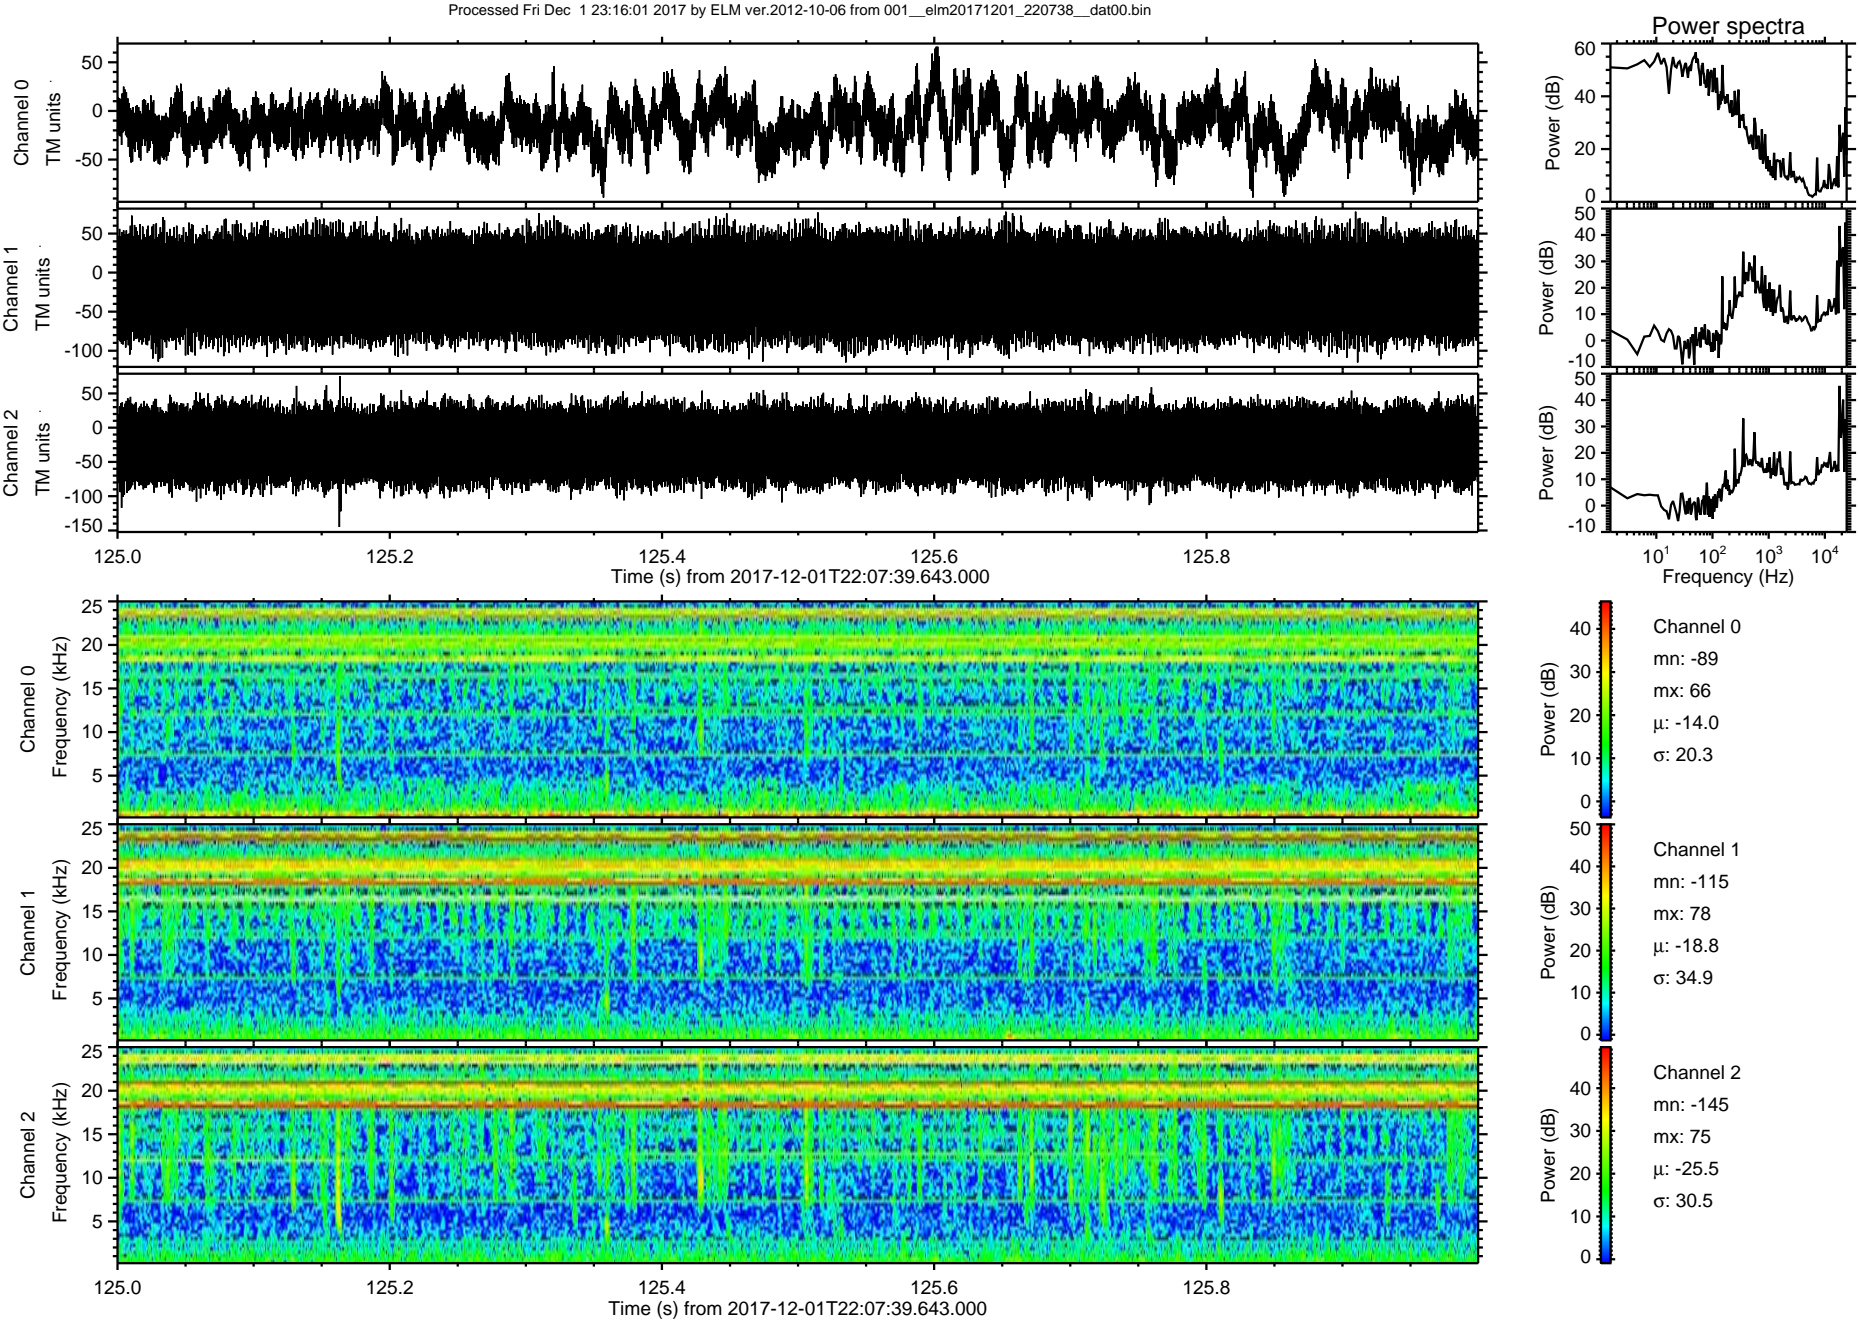 Processed Fri Dec  1 23:16:01 2017 by ELM ver.2012-10-06 from 001__elm20171201_220738__dat00.bin
Power spectra
Channel 0
TM units
50
0
-50
Power (dB)
60
40
20
0
Channel 1
TM units
50
0
-50
-100
Power (dB)
50
40
30
20
10
0
-10
Channel 2
TM units
50
0
-50
-100
-150
Power (dB)
50
40
30
20
10
0
-10
125.0 125.2 125.4 125.6 125.8
Time (s) from 2017-12-01T22:07:39.643.000
10^1 10^2 10^3 10^4
Frequency (Hz)
Channel 0
Frequency (kHz)
25
20
15
10
5
Power (dB)
40
30
20
10
0
Channel 0
mn: -89
mx: 66
μ: -14.0
σ: 20.3
Channel 1
Frequency (kHz)
25
20
15
10
5
Power (dB)
50
40
30
20
10
0
Channel 1
mn: -115
mx: 78
μ: -18.8
σ: 34.9
Channel 2
Frequency (kHz)
25
20
15
10
5
Power (dB)
40
30
20
10
0
Channel 2
mn: -145
mx: 75
μ: -25.5
σ: 30.5
125.0 125.2 125.4 125.6 125.8
Time (s) from 2017-12-01T22:07:39.643.000